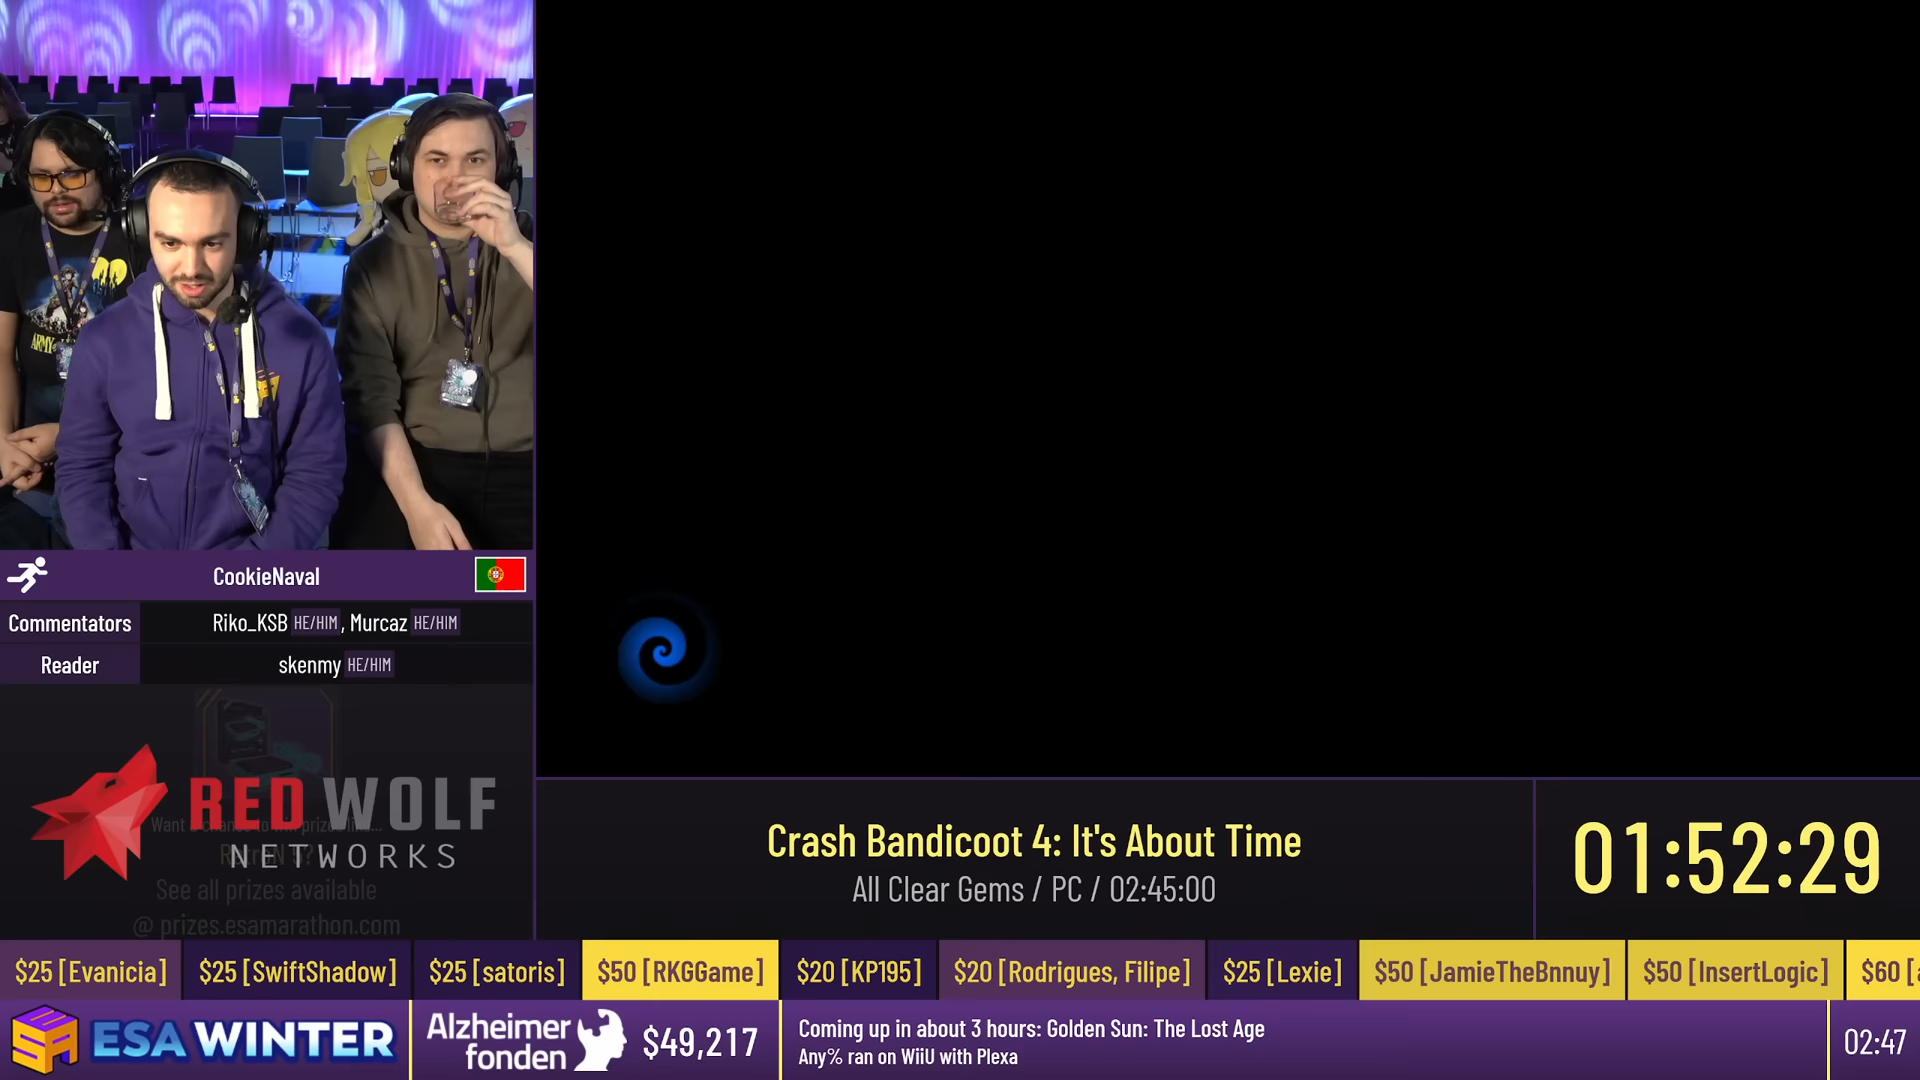 ARMY
CookieNaval
Commentators
Riko_KSB HE/HIM , Murcaz HE/HIM
Reader
skenmy HE/HIM
RED WOLF
NETWORKS
See all prizes available
@ prizes.esamarathon.com
Crash Bandicoot 4: It's About Time
All Clear Gems / PC / 02:45:00
01:52:29
$25 [Evanicia]
$25 [SwiftShadow]
$25 [satoris]
$50 [RKGGame]
$20 [KP195]
$20 [Rodrigues, Filipe]
$25 [Lexie]
$50 [JamieTheBnnuy]
$50 [InsertLogic]
$60 [
ESA WINTER
Alzheimer
fonden
$49,217
Coming up in about 3 hours: Golden Sun: The Lost Age
Any% ran on WiiU with Plexa
02:47